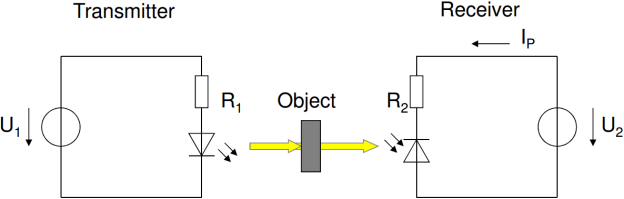 Transmitter
Receiver
I_P
R_1
Object
R_2
U_1
U_2